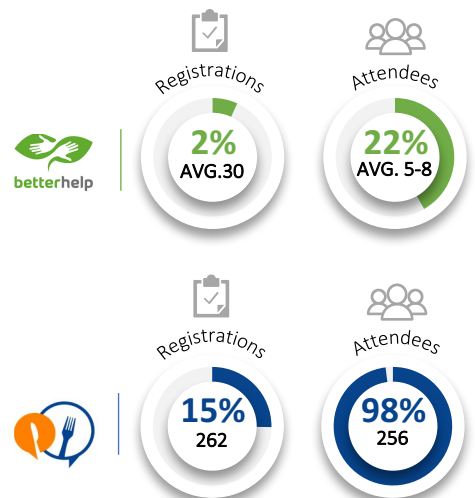 Registrations
Attendees
2%
AVG.30
22%
AVG. 5-8
betterhelp
Registrations
Attendees
15%
262
98%
256